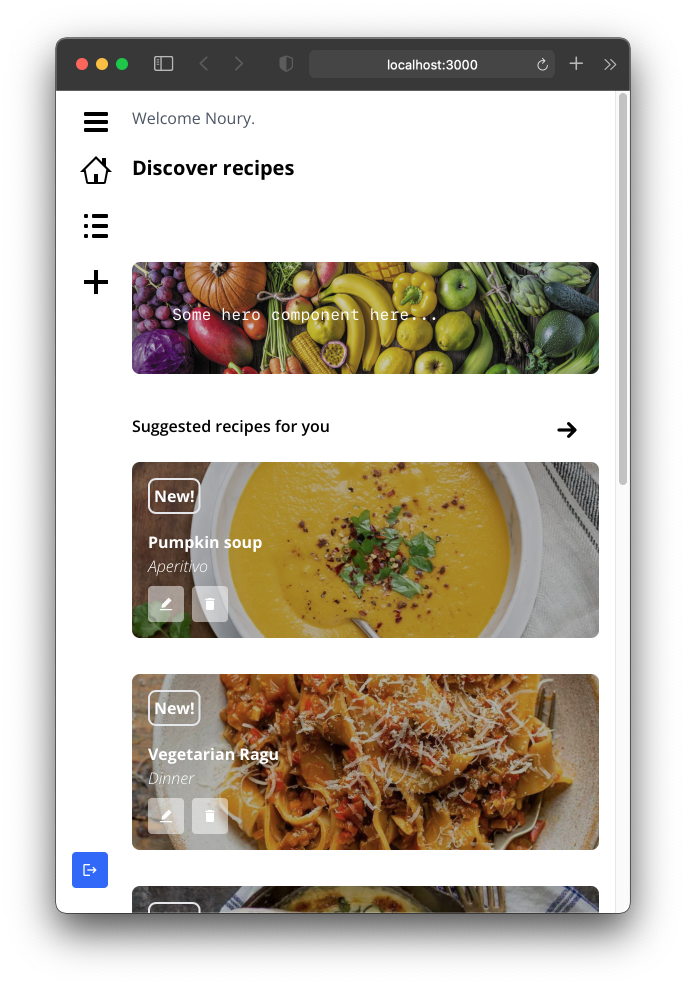 localhost:3000
Welcome Noury.
Discover recipes
Some hero component here...
Suggested recipes for you
New!
Pumpkin soup
Aperitivo
New!
Vegetarian Ragu
Dinner